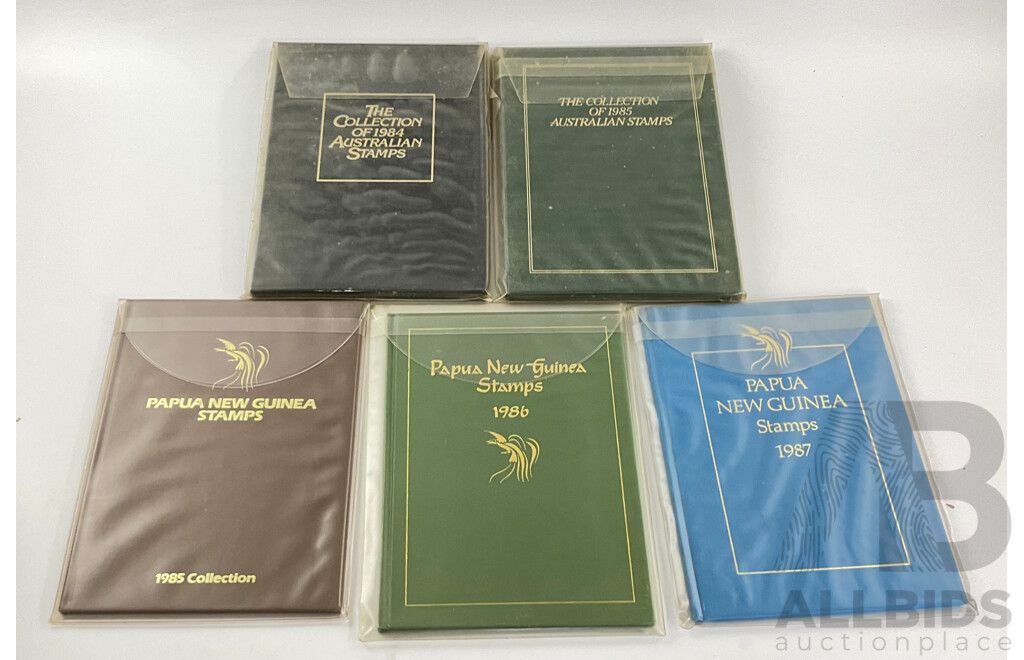 THE
COLLECTION
OF 1984
AUSTRALIAN
STAMPS
THE COLLECTION
OF 1985
AUSTRALIAN STAMPS
PAPUA NEW GUINEA
STAMPS
1985 Collection
Papua New Guinea
Stamps
1986
PAPUA
NEW GUINEA
Stamps
1987
AB
ALLBIDS
auctionplace